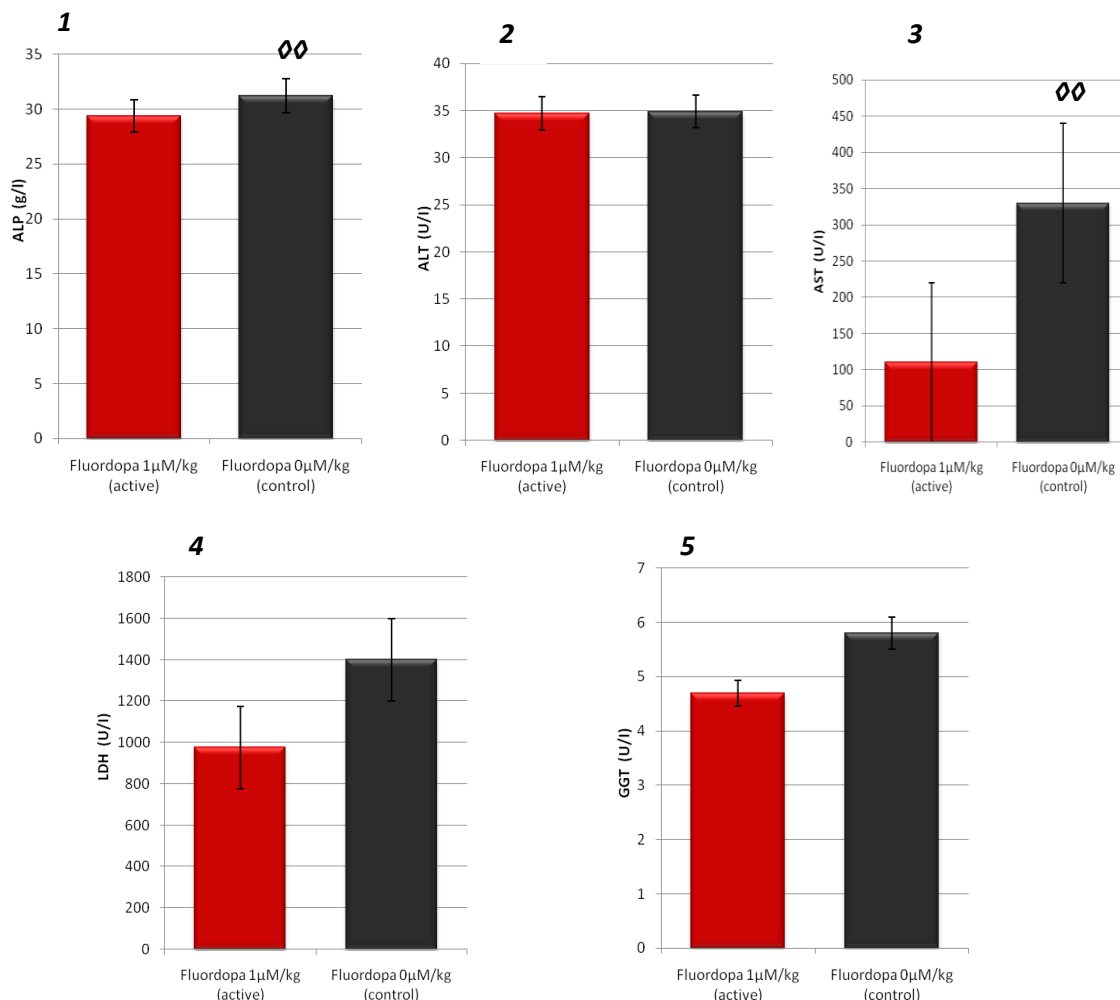 1
◊◊
ALP (g/l)
35
30
25
20
15
10
5
0
Fluordopa 1μM/kg
(active)
Fluordopa 0μM/kg
(control)
2
ALT (U/l)
40
35
30
25
20
15
10
5
0
Fluordopa 1μM/kg
(active)
Fluordopa 0μM/kg
(control)
3
◊◊
AST (U/l)
500
450
400
350
300
250
200
150
100
50
0
Fluordopa 1μM/kg
(active)
Fluordopa 0μM/kg
(control)
4
LDH (U/l)
1800
1600
1400
1200
1000
800
600
400
200
0
Fluordopa 1μM/kg
(active)
Fluordopa 0μM/kg
(control)
5
GGT (U/l)
7
6
5
4
3
2
1
0
Fluordopa 1μM/kg
(active)
Fluordopa 0μM/kg
(control)